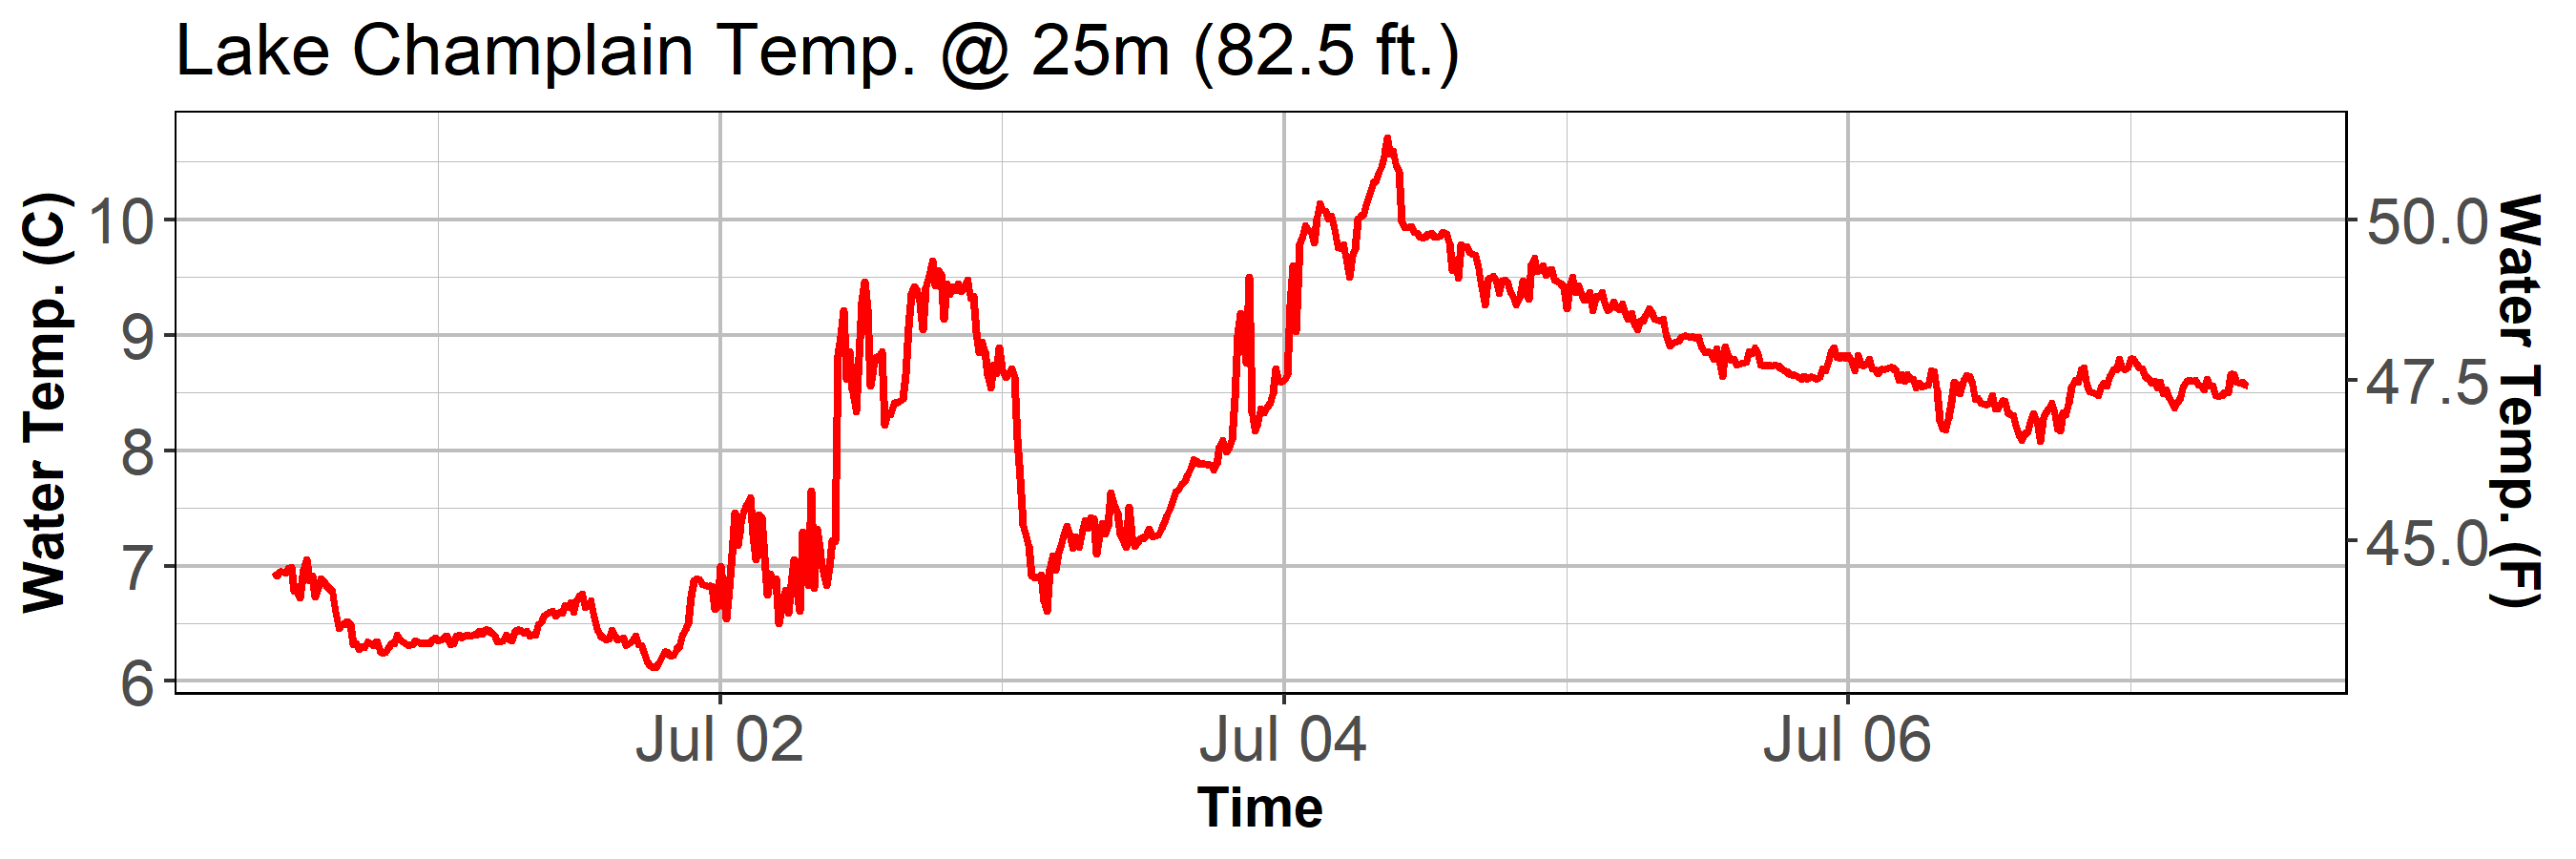 Lake Champlain Temp. @ 25m (82.5 ft.)
Water Temp. (C)
10
9
8
7
6
50.0
47.5
45.0
Water Temp. (F)
Jul 02
Jul 04
Jul 06
Time